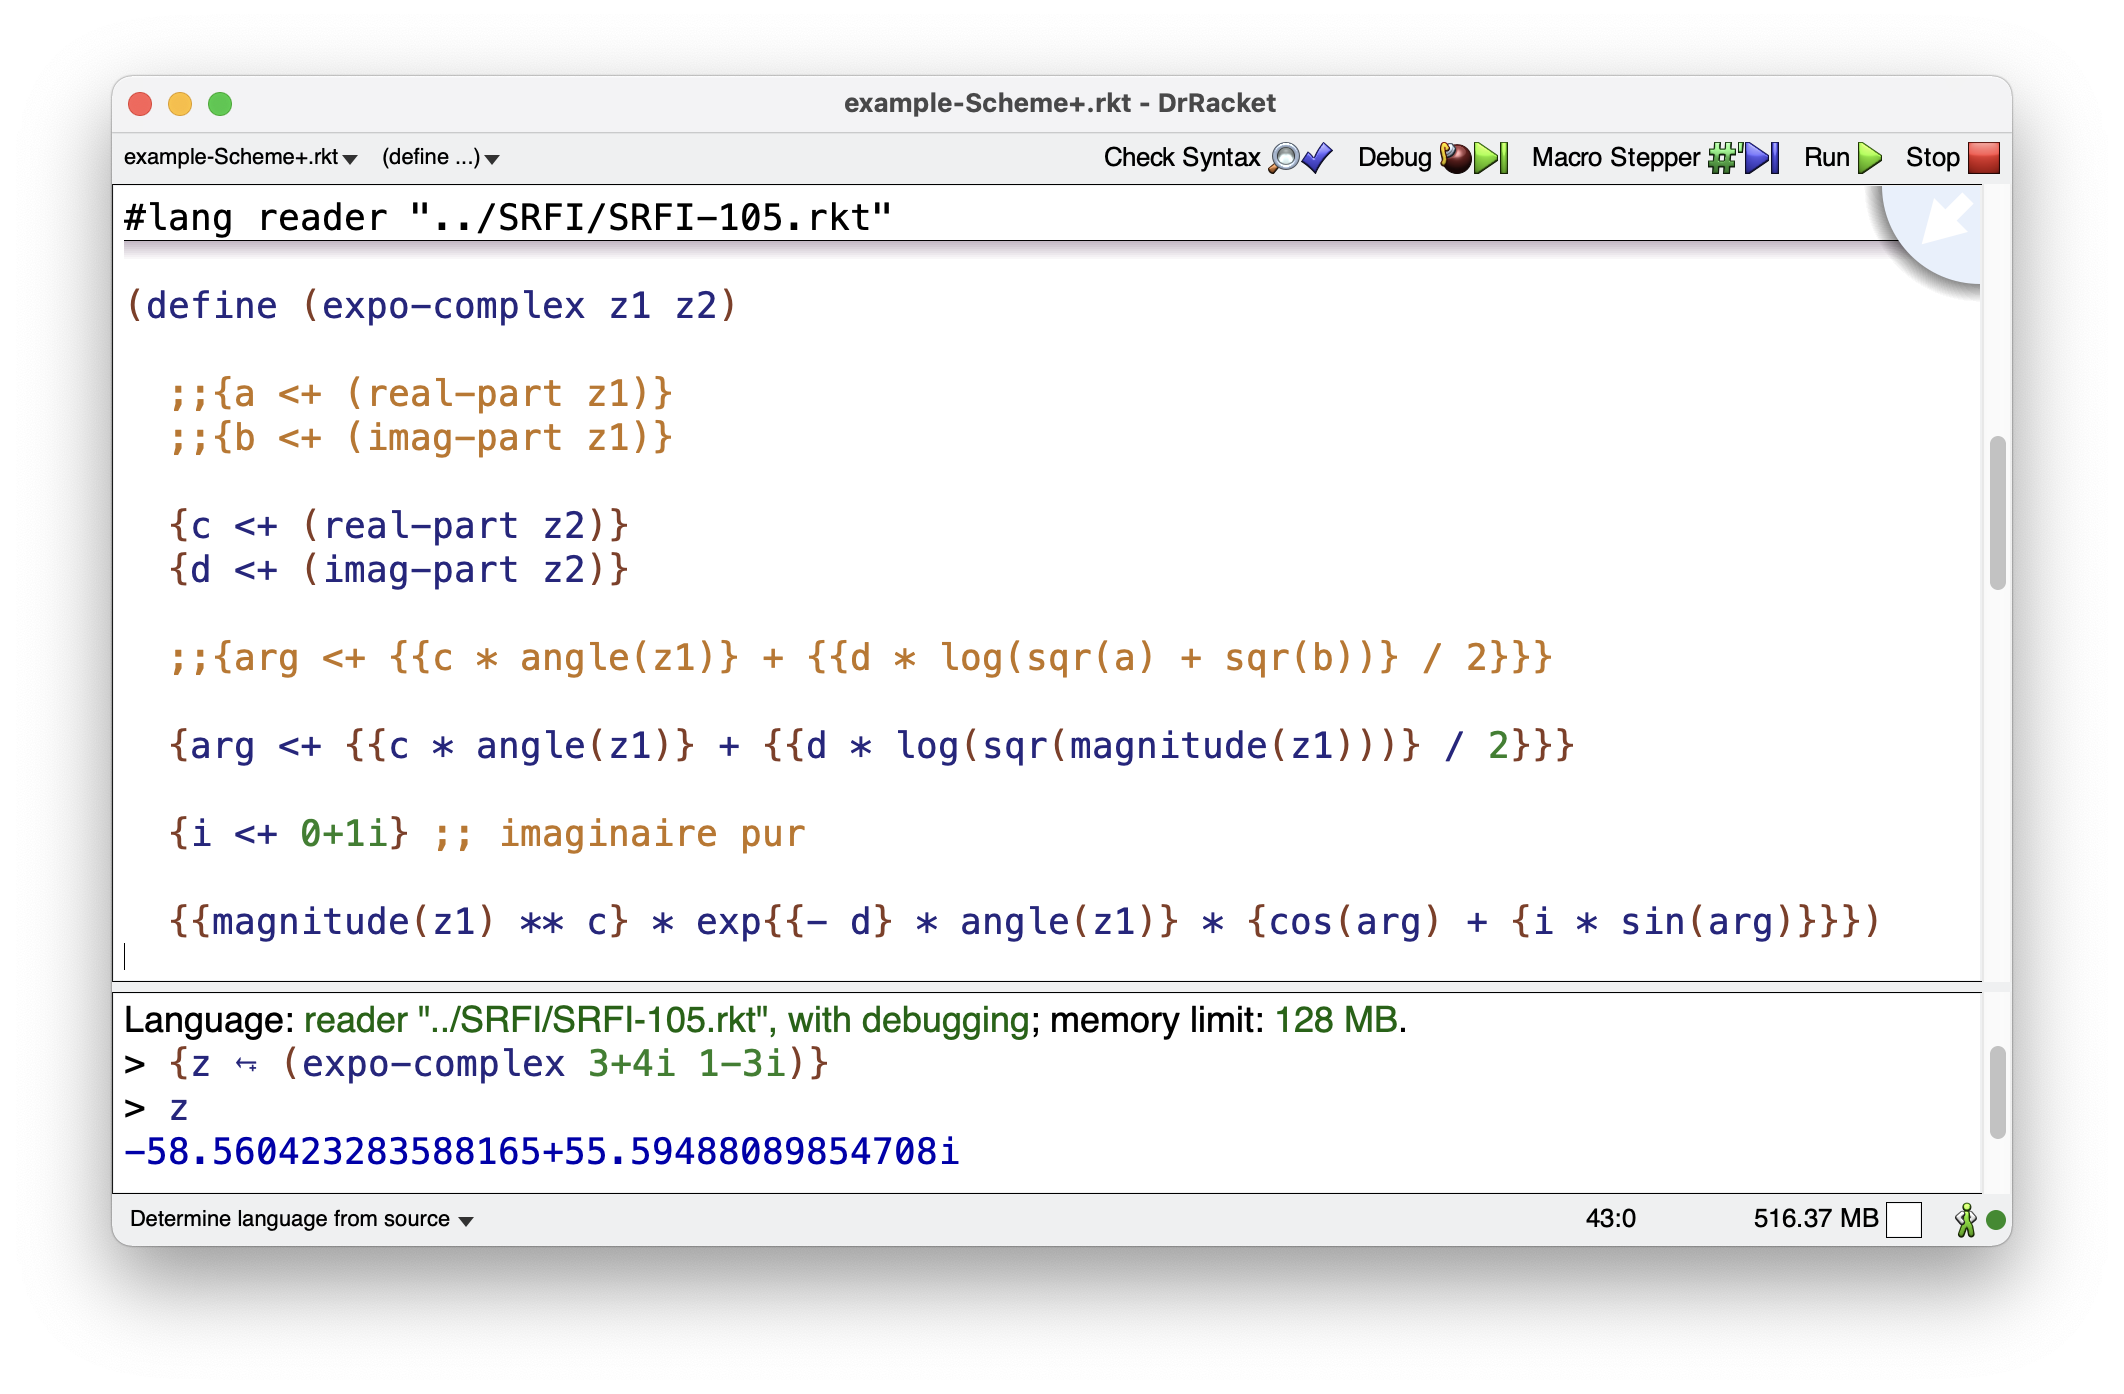 example-Scheme+.rkt - DrRacket
example-Scheme+.rkt (define ...) Check Syntax Debug Macro Stepper #' Run Stop
#lang reader "../SRFI/SRFI-105.rkt"
(define (expo-complex z1 z2)
;;{a <+ (real-part z1)}
;;{b <+ (imag-part z1)}
{c <+ (real-part z2)}
{d <+ (imag-part z2)}
;;{arg <+ {{c * angle(z1)} + {{d * log(sqr(a) + sqr(b))} / 2}}}
{arg <+ {{c * angle(z1)} + {{d * log(sqr(magnitude(z1)))} / 2}}}
{i <+ 0+1i} ;; imaginaire pur
{{magnitude(z1) ** c} * exp{{- d} * angle(z1)} * {cos(arg) + {i * sin(arg)}}})
Language: reader "../SRFI/SRFI-105.rkt", with debugging; memory limit: 128 MB.
> {z ⥆ (expo-complex 3+4i 1-3i)}
> z
-58.560423283588165+55.59488089854708i
Determine language from source 43:0 516.37 MB